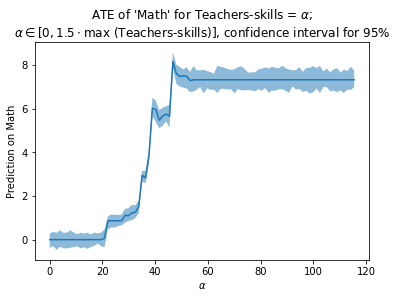 ATE of 'Math' for Teachers-skills = α;
α ∈ [0, 1.5 · max (Teachers-skills)], confidence interval for 95%
8
6
4
2
0
Prediction on Math
0 20 40 60 80 100 120
α